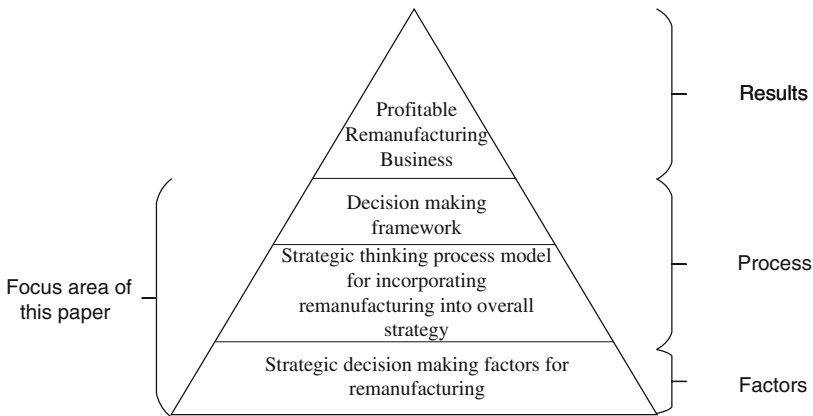 Profitable
Remanufacturing
Business
Results
Decision making
framework
Strategic thinking process model
for incorporating
remanufacturing into overall
strategy
Process
Focus area of
this paper
Strategic decision making factors for
remanufacturing
Factors